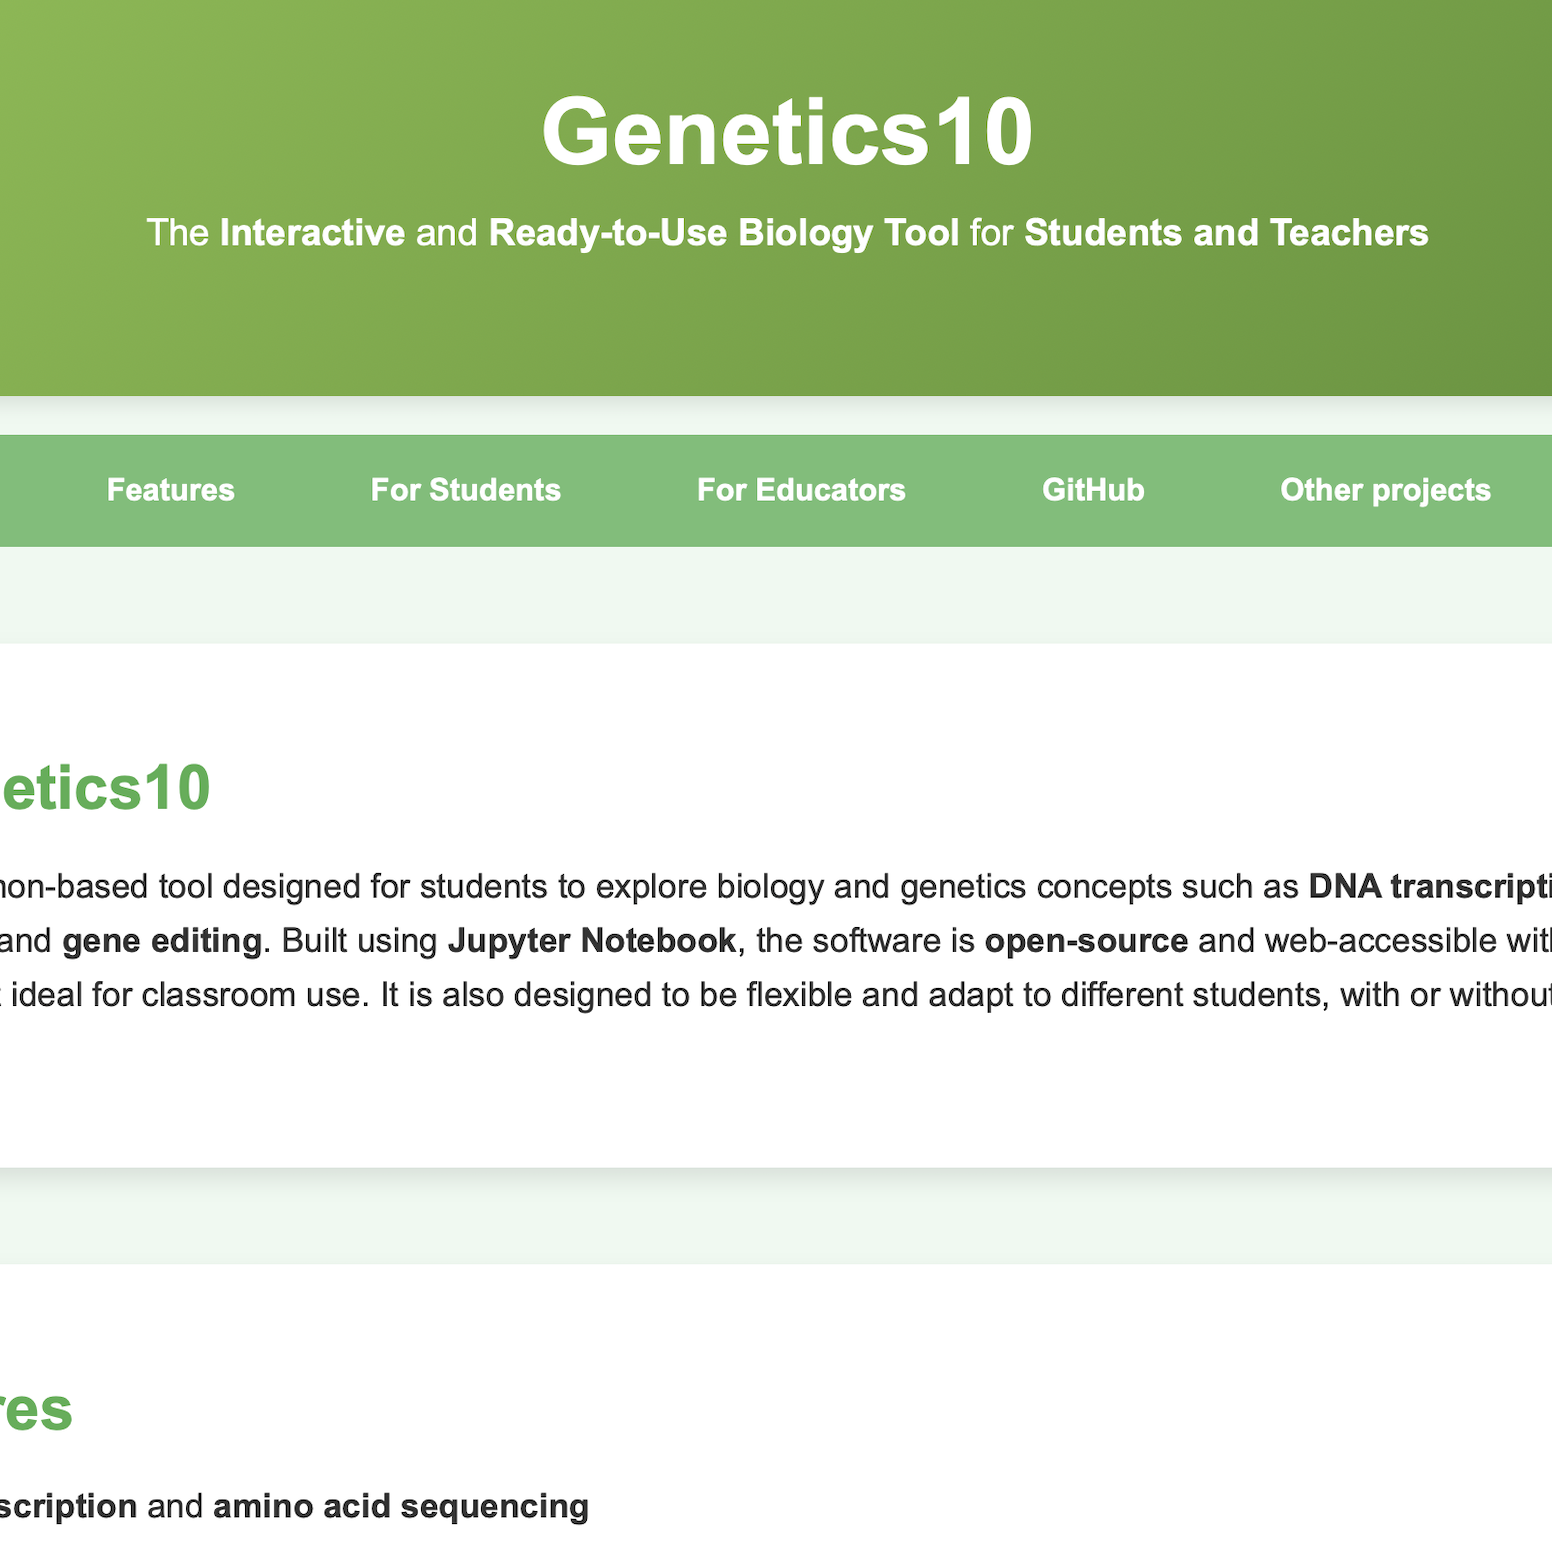 Genetics10
The Interactive and Ready-to-Use Biology Tool for Students and Teachers
Features For Students For Educators GitHub Other projects
etics10
hon-based tool designed for students to explore biology and genetics concepts such as DNA transcripti
and gene editing. Built using Jupyter Notebook, the software is open-source and web-accessible wit
t ideal for classroom use. It is also designed to be flexible and adapt to different students, with or without
res
scription and amino acid sequencing